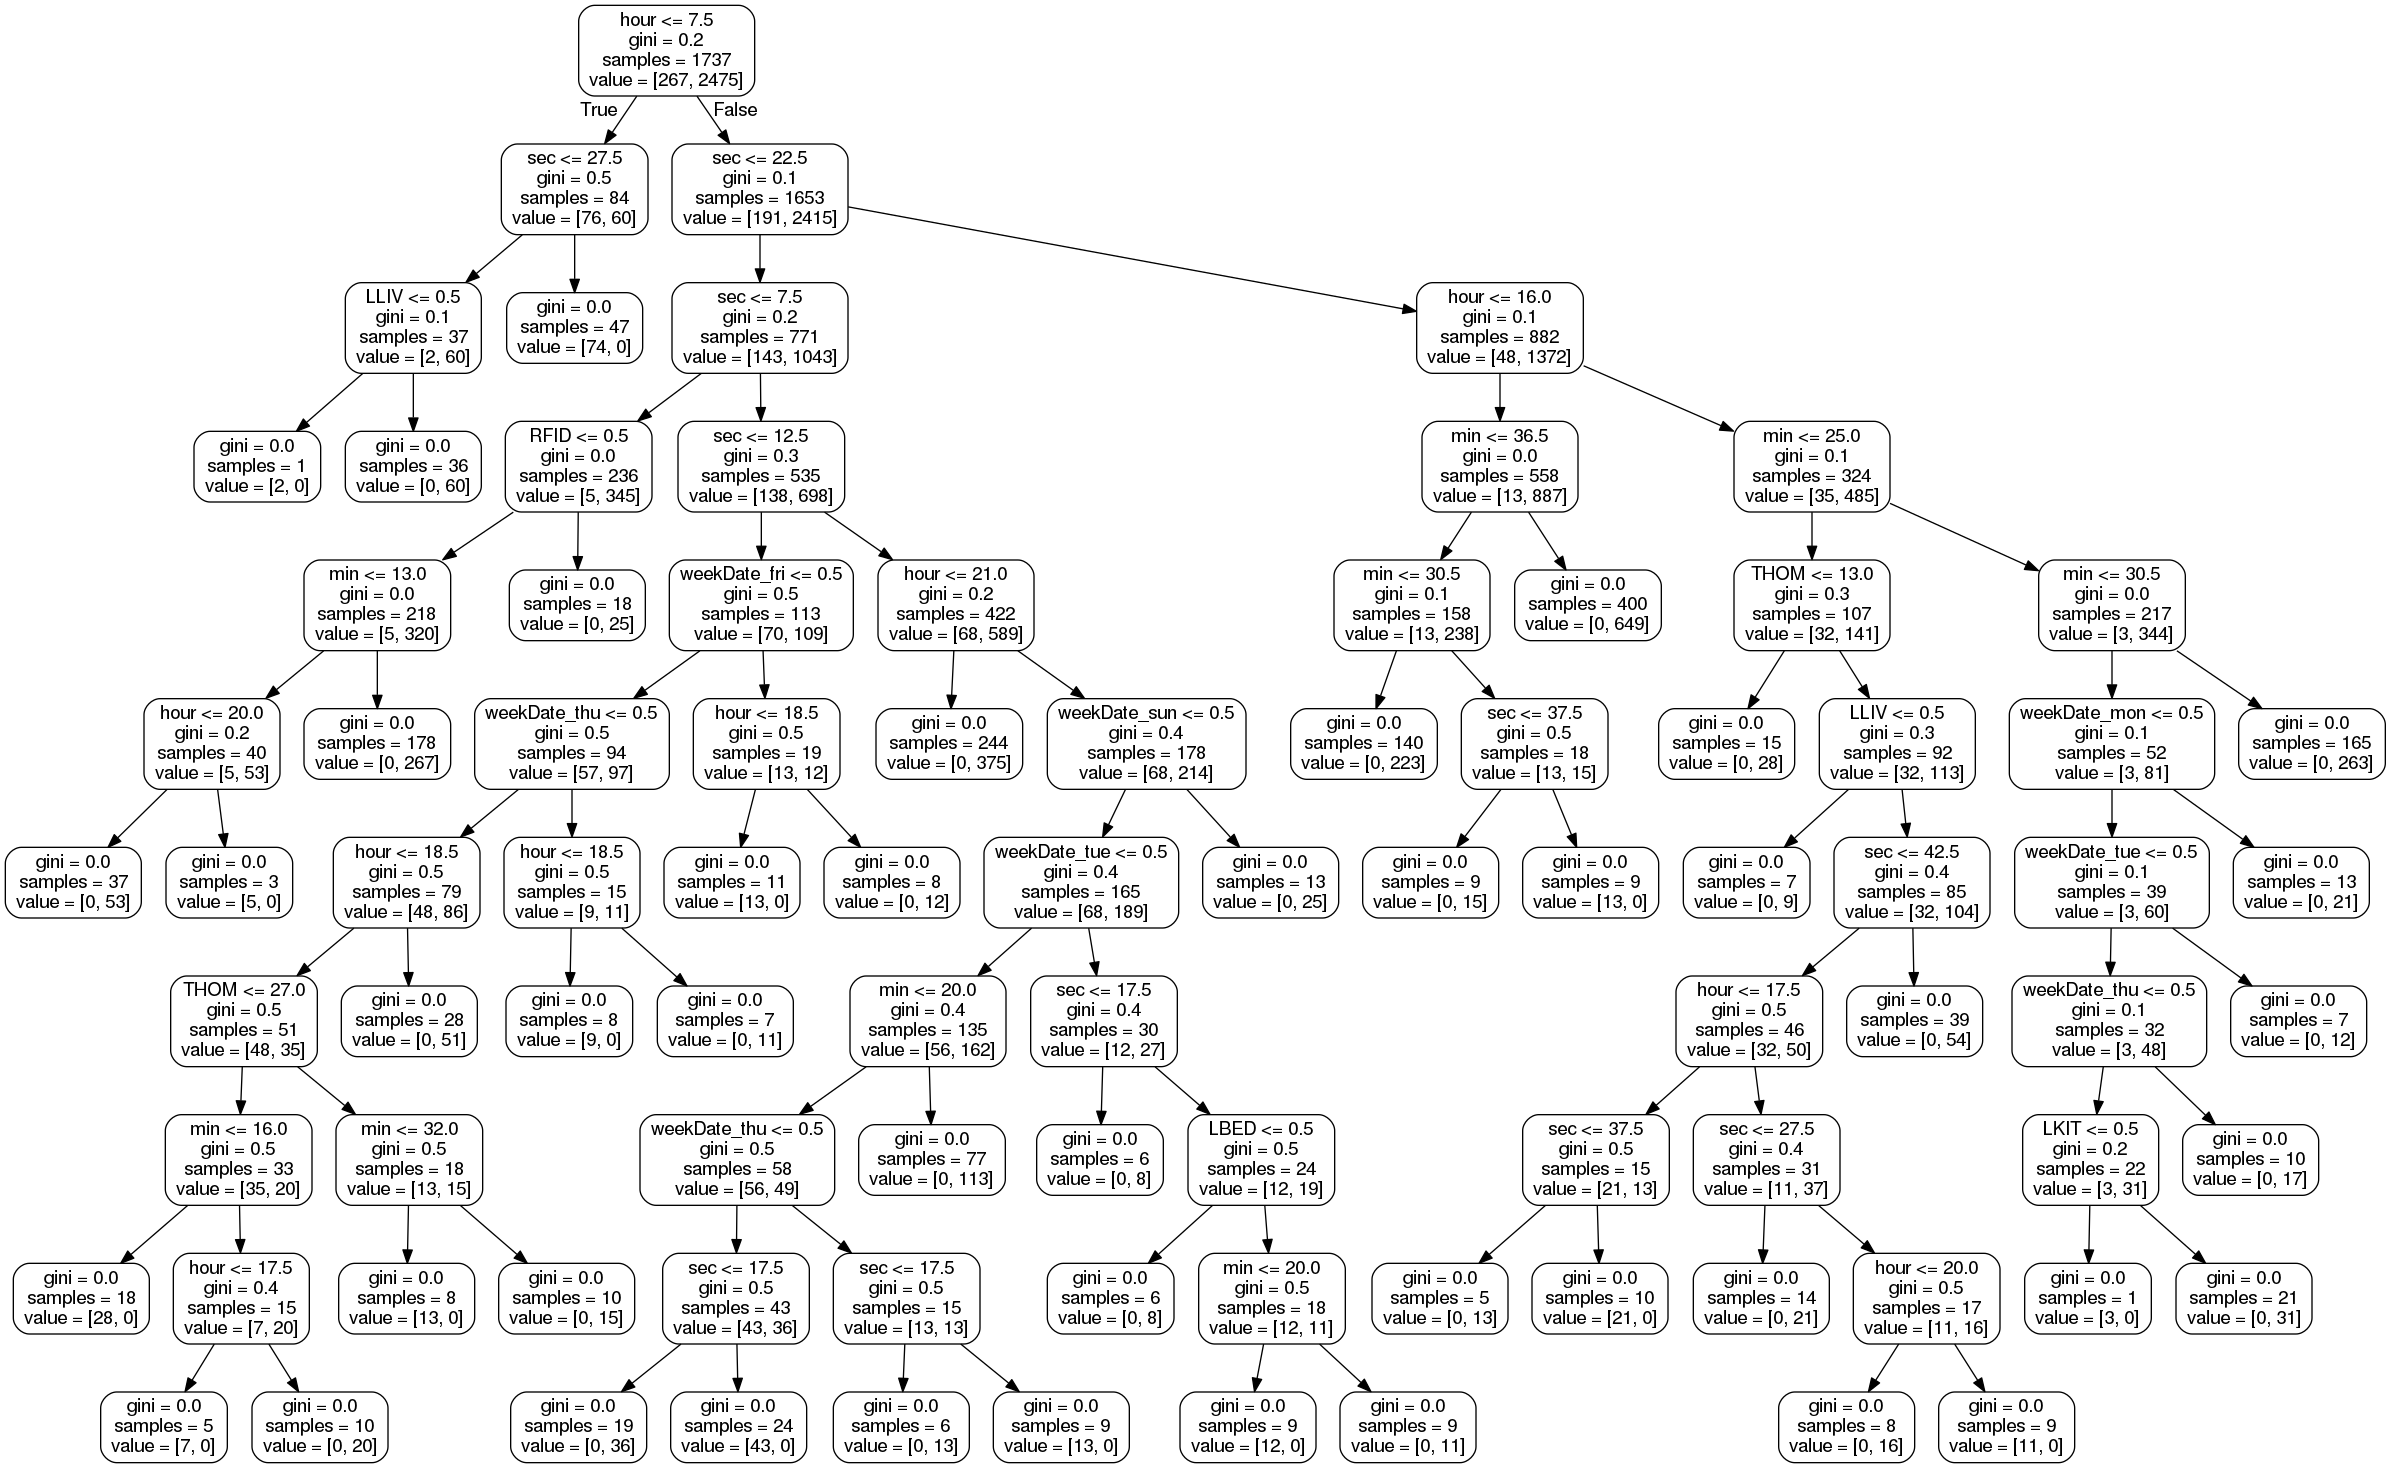 hour <= 7.5
gini = 0.2
samples = 1737
value = [267, 2475]
True
False
sec <= 27.5
gini = 0.5
samples = 84
value = [76, 60]
sec <= 22.5
gini = 0.1
samples = 1653
value = [191, 2415]
LLIV <= 0.5
gini = 0.1
samples = 37
value = [2, 60]
gini = 0.0
samples = 47
value = [74, 0]
sec <= 7.5
gini = 0.2
samples = 771
value = [143, 1043]
hour <= 16.0
gini = 0.1
samples = 882
value = [48, 1372]
gini = 0.0
samples = 1
value = [2, 0]
gini = 0.0
samples = 36
value = [0, 60]
RFID <= 0.5
gini = 0.0
samples = 236
value = [5, 345]
sec <= 12.5
gini = 0.3
samples = 535
value = [138, 698]
min <= 36.5
gini = 0.0
samples = 558
value = [13, 887]
min <= 25.0
gini = 0.1
samples = 324
value = [35, 485]
min <= 13.0
gini = 0.0
samples = 218
value = [5, 320]
gini = 0.0
samples = 18
value = [0, 25]
weekDate_fri <= 0.5
gini = 0.5
samples = 113
value = [70, 109]
hour <= 21.0
gini = 0.2
samples = 422
value = [68, 589]
min <= 30.5
gini = 0.1
samples = 158
value = [13, 238]
gini = 0.0
samples = 400
value = [0, 649]
THOM <= 13.0
gini = 0.3
samples = 107
value = [32, 141]
min <= 30.5
gini = 0.0
samples = 217
value = [3, 344]
hour <= 20.0
gini = 0.2
samples = 40
value = [5, 53]
gini = 0.0
samples = 178
value = [0, 267]
weekDate_thu <= 0.5
gini = 0.5
samples = 94
value = [57, 97]
hour <= 18.5
gini = 0.5
samples = 19
value = [13, 12]
gini = 0.0
samples = 244
value = [0, 375]
weekDate_sun <= 0.5
gini = 0.4
samples = 178
value = [68, 214]
gini = 0.0
samples = 140
value = [0, 223]
sec <= 37.5
gini = 0.5
samples = 18
value = [13, 15]
gini = 0.0
samples = 15
value = [0, 28]
LLIV <= 0.5
gini = 0.3
samples = 92
value = [32, 113]
weekDate_mon <= 0.5
gini = 0.1
samples = 52
value = [3, 81]
gini = 0.0
samples = 165
value = [0, 263]
gini = 0.0
samples = 37
value = [0, 53]
gini = 0.0
samples = 3
value = [5, 0]
hour <= 18.5
gini = 0.5
samples = 79
value = [48, 86]
hour <= 18.5
gini = 0.5
samples = 15
value = [9, 11]
gini = 0.0
samples = 11
value = [13, 0]
gini = 0.0
samples = 8
value = [0, 12]
weekDate_tue <= 0.5
gini = 0.4
samples = 165
value = [68, 189]
gini = 0.0
samples = 13
value = [0, 25]
gini = 0.0
samples = 9
value = [0, 15]
gini = 0.0
samples = 9
value = [13, 0]
gini = 0.0
samples = 7
value = [0, 9]
sec <= 42.5
gini = 0.4
samples = 85
value = [32, 104]
weekDate_tue <= 0.5
gini = 0.1
samples = 39
value = [3, 60]
gini = 0.0
samples = 13
value = [0, 21]
THOM <= 27.0
gini = 0.5
samples = 51
value = [48, 35]
gini = 0.0
samples = 28
value = [0, 51]
gini = 0.0
samples = 8
value = [9, 0]
gini = 0.0
samples = 7
value = [0, 11]
min <= 20.0
gini = 0.4
samples = 135
value = [56, 162]
sec <= 17.5
gini = 0.4
samples = 30
value = [12, 27]
hour <= 17.5
gini = 0.5
samples = 46
value = [32, 50]
gini = 0.0
samples = 39
value = [0, 54]
weekDate_thu <= 0.5
gini = 0.1
samples = 32
value = [3, 48]
gini = 0.0
samples = 7
value = [0, 12]
min <= 16.0
gini = 0.5
samples = 33
value = [35, 20]
min <= 32.0
gini = 0.5
samples = 18
value = [13, 15]
weekDate_thu <= 0.5
gini = 0.5
samples = 58
value = [56, 49]
gini = 0.0
samples = 77
value = [0, 113]
gini = 0.0
samples = 6
value = [0, 8]
LBED <= 0.5
gini = 0.5
samples = 24
value = [12, 19]
sec <= 37.5
gini = 0.5
samples = 15
value = [21, 13]
sec <= 27.5
gini = 0.4
samples = 31
value = [11, 37]
LKIT <= 0.5
gini = 0.2
samples = 22
value = [3, 31]
gini = 0.0
samples = 10
value = [0, 17]
gini = 0.0
samples = 18
value = [28, 0]
hour <= 17.5
gini = 0.4
samples = 15
value = [7, 20]
gini = 0.0
samples = 8
value = [13, 0]
gini = 0.0
samples = 10
value = [0, 15]
sec <= 17.5
gini = 0.5
samples = 43
value = [43, 36]
sec <= 17.5
gini = 0.5
samples = 15
value = [13, 13]
gini = 0.0
samples = 6
value = [0, 8]
min <= 20.0
gini = 0.5
samples = 18
value = [12, 11]
gini = 0.0
samples = 5
value = [0, 13]
gini = 0.0
samples = 10
value = [21, 0]
gini = 0.0
samples = 14
value = [0, 21]
hour <= 20.0
gini = 0.5
samples = 17
value = [11, 16]
gini = 0.0
samples = 1
value = [3, 0]
gini = 0.0
samples = 21
value = [0, 31]
gini = 0.0
samples = 5
value = [7, 0]
gini = 0.0
samples = 10
value = [0, 20]
gini = 0.0
samples = 19
value = [0, 36]
gini = 0.0
samples = 24
value = [43, 0]
gini = 0.0
samples = 6
value = [0, 13]
gini = 0.0
samples = 9
value = [13, 0]
gini = 0.0
samples = 9
value = [12, 0]
gini = 0.0
samples = 9
value = [0, 11]
gini = 0.0
samples = 8
value = [0, 16]
gini = 0.0
samples = 9
value = [11, 0]